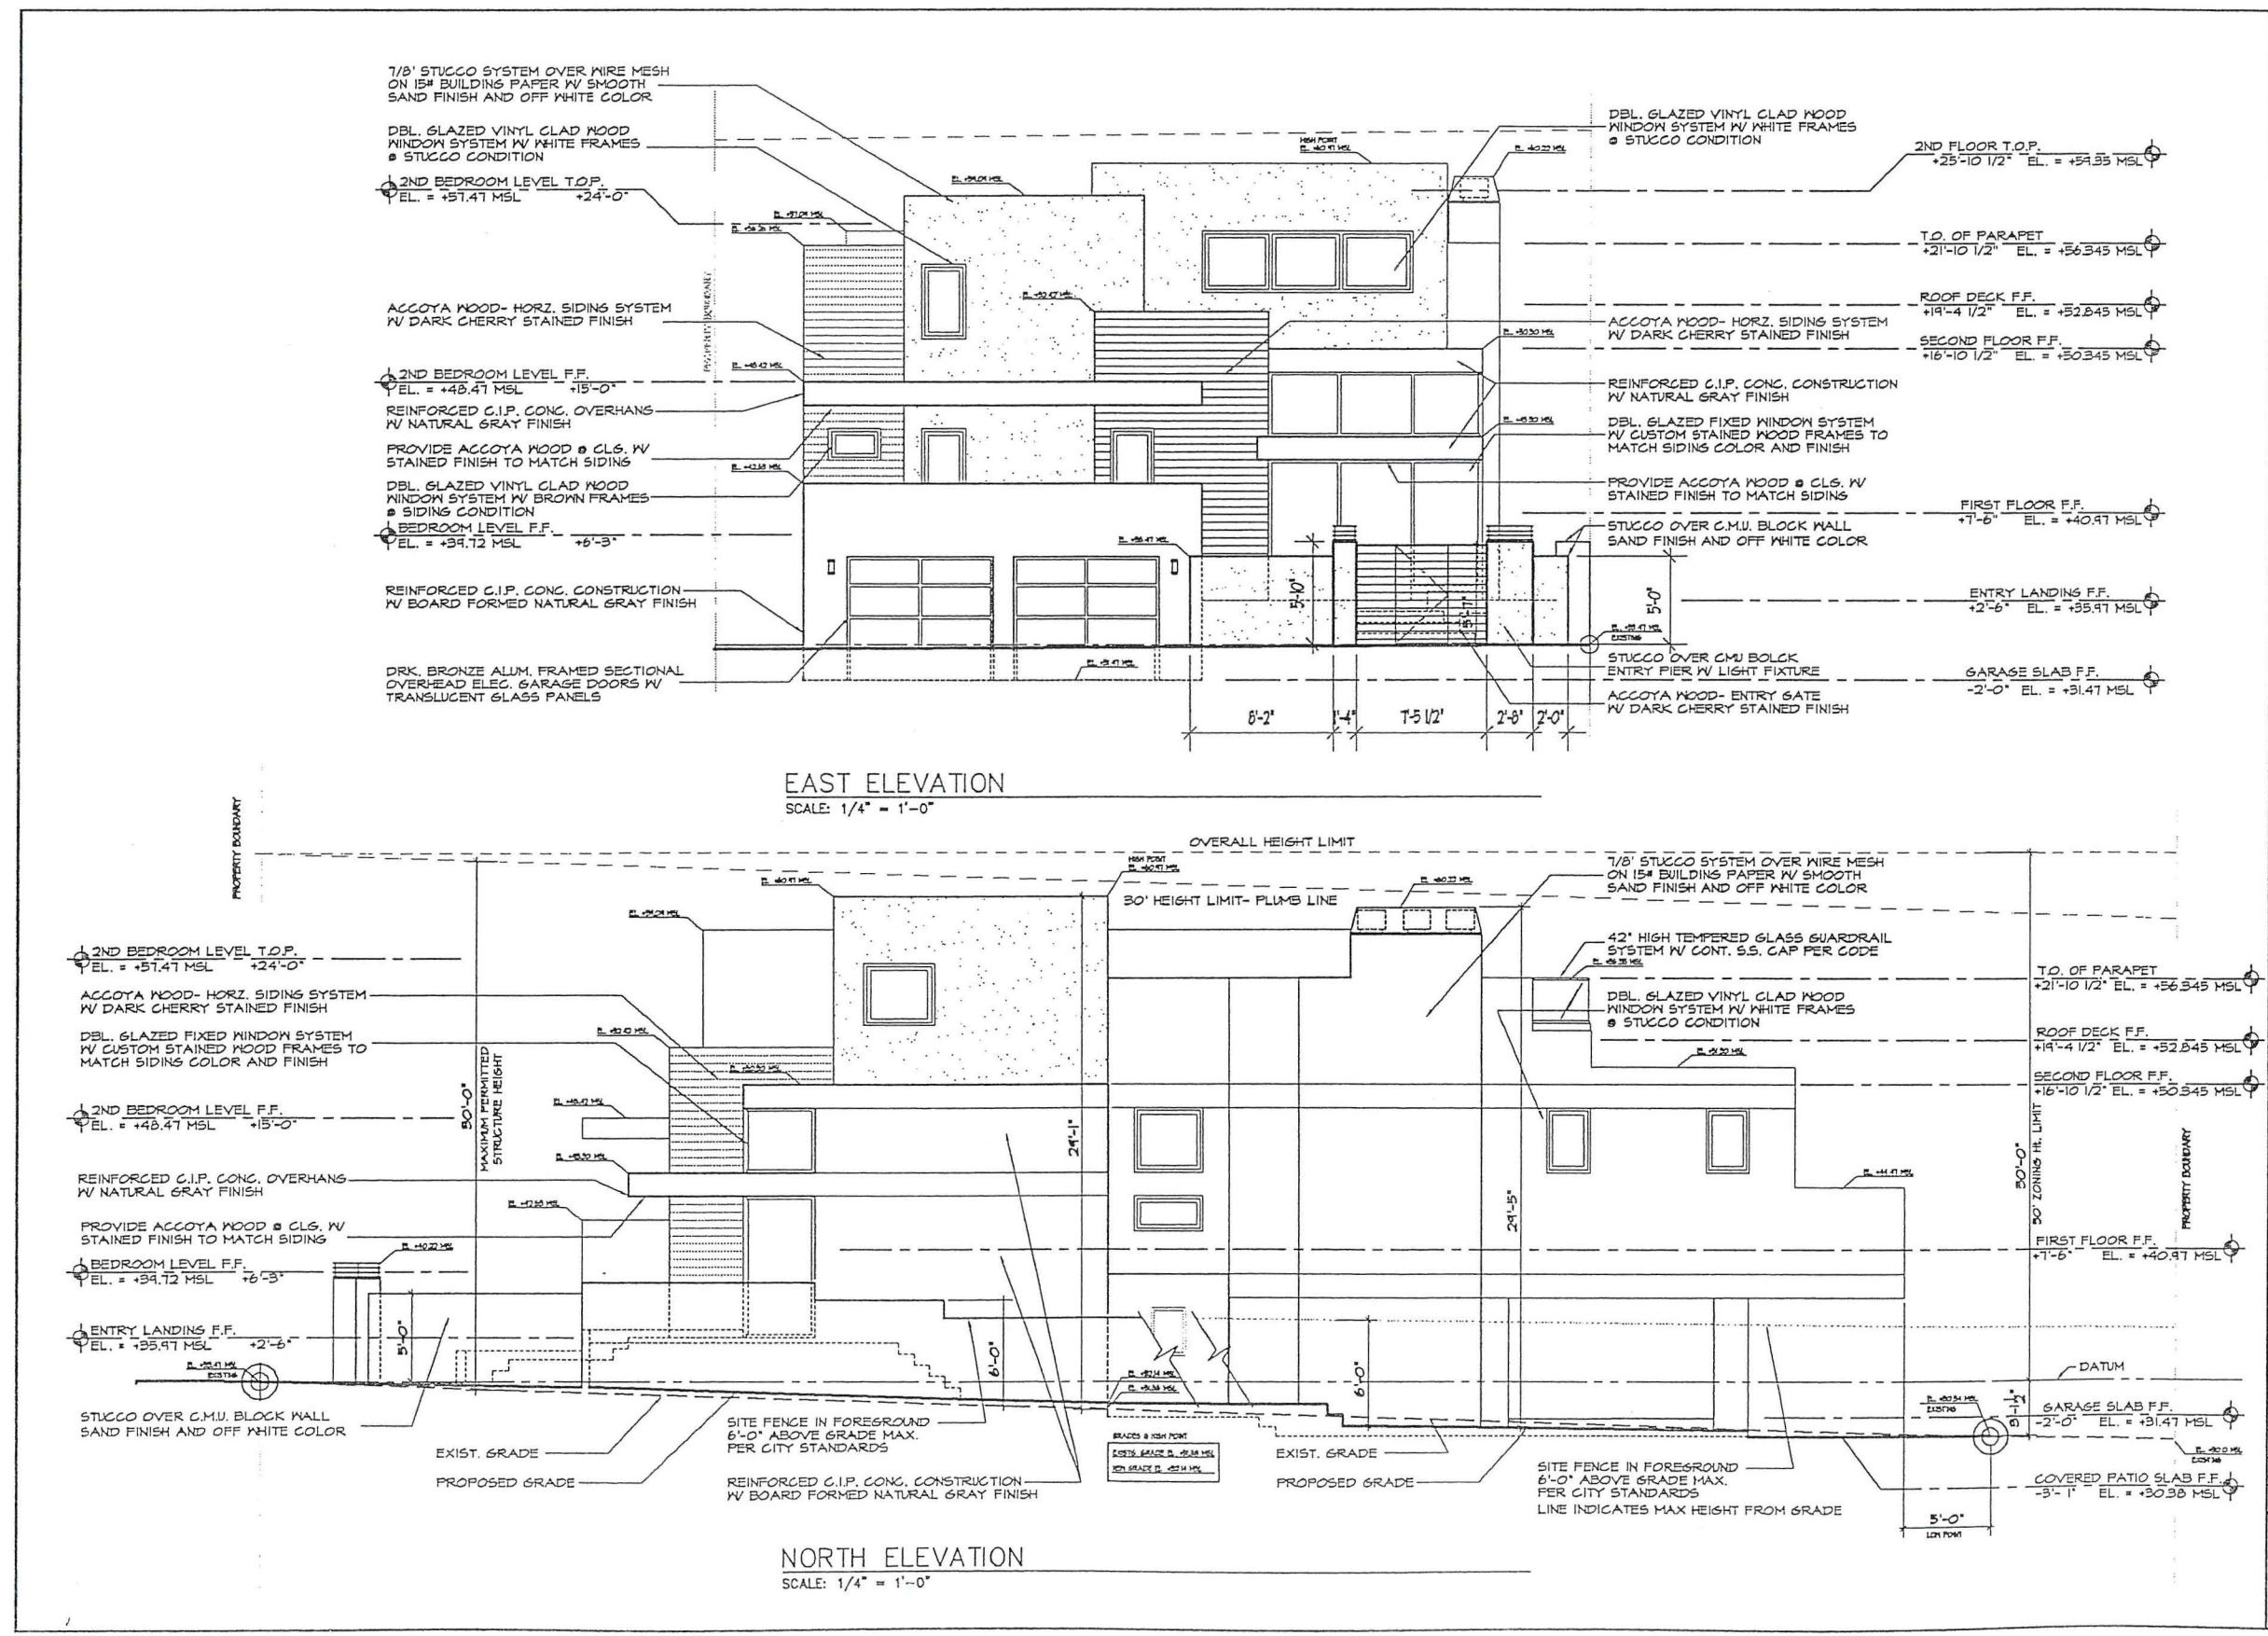 7/8' STUCCO SYSTEM OVER WIRE MESH
ON 15# BUILDING PAPER W/ SMOOTH
SAND FINISH AND OFF WHITE COLOR
DBL. GLAZED VINYL CLAD WOOD
WINDOW SYSTEM W/ WHITE FRAMES
@ STUCCO CONDITION
2ND BEDROOM LEVEL T.O.P.
EL. = +57.47 MSL +24'-0"
ACCOYA WOOD- HORZ. SIDING SYSTEM
W/ DARK CHERRY STAINED FINISH
2ND BEDROOM LEVEL F.F.
EL. = +48.47 MSL +15'-0"
REINFORCED C.I.P. CONC. OVERHANG
W/ NATURAL GRAY FINISH
PROVIDE ACCOYA WOOD @ CLG. W/
STAINED FINISH TO MATCH SIDING
DBL. GLAZED VINYL CLAD WOOD
WINDOW SYSTEM W/ BROWN FRAMES
@ SIDING CONDITION
BEDROOM LEVEL F.F.
EL. = +39.72 MSL +6'-3"
REINFORCED C.I.P. CONC. CONSTRUCTION
W/ BOARD FORMED NATURAL GRAY FINISH
DRK. BRONZE ALUM. FRAMED SECTIONAL
OVERHEAD ELEC. GARAGE DOORS W/
TRANSLUCENT GLASS PANELS
PROPERTY BOUNDARY
HIGH POINT
5'-10"
5'-7"
5'-0"
EXISTING
8'-2"
1'-4"
7'-5 1/2'
2'-8"
2'-0"
DBL. GLAZED VINYL CLAD WOOD
WINDOW SYSTEM W/ WHITE FRAMES
@ STUCCO CONDITION
ACCOYA WOOD- HORZ. SIDING SYSTEM
W/ DARK CHERRY STAINED FINISH
REINFORCED C.I.P. CONC. CONSTRUCTION
W/ NATURAL GRAY FINISH
DBL. GLAZED FIXED WINDOW SYSTEM
W/ CUSTOM STAINED WOOD FRAMES TO
MATCH SIDING COLOR AND FINISH
PROVIDE ACCOYA WOOD @ CLG. W/
STAINED FINISH TO MATCH SIDING
STUCCO OVER C.M.U. BLOCK WALL
SAND FINISH AND OFF WHITE COLOR
STUCCO OVER CMU BOLCK
ENTRY PIER W/ LIGHT FIXTURE
ACCOYA WOOD- ENTRY GATE
W/ DARK CHERRY STAINED FINISH
2ND FLOOR T.O.P.
+25'-10 1/2" EL. = +59.35 MSL
T.O. OF PARAPET
+21'-10 1/2" EL. = +56.345 MSL
ROOF DECK F.F.
+19'-4 1/2" EL. = +52.845 MSL
SECOND FLOOR F.F.
+16'-10 1/2" EL. = +50.345 MSL
FIRST FLOOR F.F.
+7'-6" EL. = +40.97 MSL
ENTRY LANDING F.F.
+2'-6" EL. = +35.97 MSL
GARAGE SLAB F.F.
-2'-0" EL. = +31.47 MSL
EAST ELEVATION
SCALE: 1/4" = 1'-0"
PROPERTY BOUNDARY
OVERALL HEIGHT LIMIT
HIGH POINT
30' HEIGHT LIMIT- PLUMB LINE
2ND BEDROOM LEVEL T.O.P.
EL. = +57.47 MSL +24'-0"
ACCOYA WOOD- HORZ. SIDING SYSTEM
W/ DARK CHERRY STAINED FINISH
DBL. GLAZED FIXED WINDOW SYSTEM
W/ CUSTOM STAINED WOOD FRAMES TO
MATCH SIDING COLOR AND FINISH
2ND BEDROOM LEVEL F.F.
EL. = +48.47 MSL +15'-0"
REINFORCED C.I.P. CONC. OVERHANG
W/ NATURAL GRAY FINISH
PROVIDE ACCOYA WOOD @ CLG. W/
STAINED FINISH TO MATCH SIDING
BEDROOM LEVEL F.F.
EL. = +39.72 MSL +6'-3"
ENTRY LANDING F.F.
EL. = +35.97 MSL +2'-6"
EXISTING
STUCCO OVER C.M.U. BLOCK WALL
SAND FINISH AND OFF WHITE COLOR
30'-0"
MAXIMUM PERMITTED
STRUCTURE HEIGHT
5'-0"
29'-1"
29'-5"
6'-0"
6'-0"
EXIST. GRADE
PROPOSED GRADE
SITE FENCE IN FOREGROUND
6'-0" ABOVE GRADE MAX.
PER CITY STANDARDS
REINFORCED C.I.P. CONC. CONSTRUCTION
W/ BOARD FORMED NATURAL GRAY FINISH
GRADES @ HIGH POINT
EXIST. GRADE
PROPOSED GRADE
7/8' STUCCO SYSTEM OVER WIRE MESH
ON 15# BUILDING PAPER W/ SMOOTH
SAND FINISH AND OFF WHITE COLOR
42" HIGH TEMPERED GLASS GUARDRAIL
SYSTEM W/ CONT. S.S. CAP PER CODE
DBL. GLAZED VINYL CLAD WOOD
WINDOW SYSTEM W/ WHITE FRAMES
@ STUCCO CONDITION
T.O. OF PARAPET
+21'-10 1/2" EL. = +56.345 MSL
ROOF DECK F.F.
+19'-4 1/2" EL. = +52.845 MSL
SECOND FLOOR F.F.
+16'-10 1/2" EL. = +50.345 MSL
30'-0"
30' ZONING Ht. LIMIT
PROPERTY BOUNDARY
FIRST FLOOR F.F.
+7'-6" EL. = +40.97 MSL
DATUM
3'-1 1/2"
GARAGE SLAB F.F.
-2'-0" EL. = +31.47 MSL
EXISTING
COVERED PATIO SLAB F.F.
-3'- 1" EL. = +30.38 MSL
SITE FENCE IN FOREGROUND
6'-0" ABOVE GRADE MAX.
PER CITY STANDARDS
LINE INDICATES MAX HEIGHT FROM GRADE
5'-0"
LOW POINT
NORTH ELEVATION
SCALE: 1/4" = 1'-0"